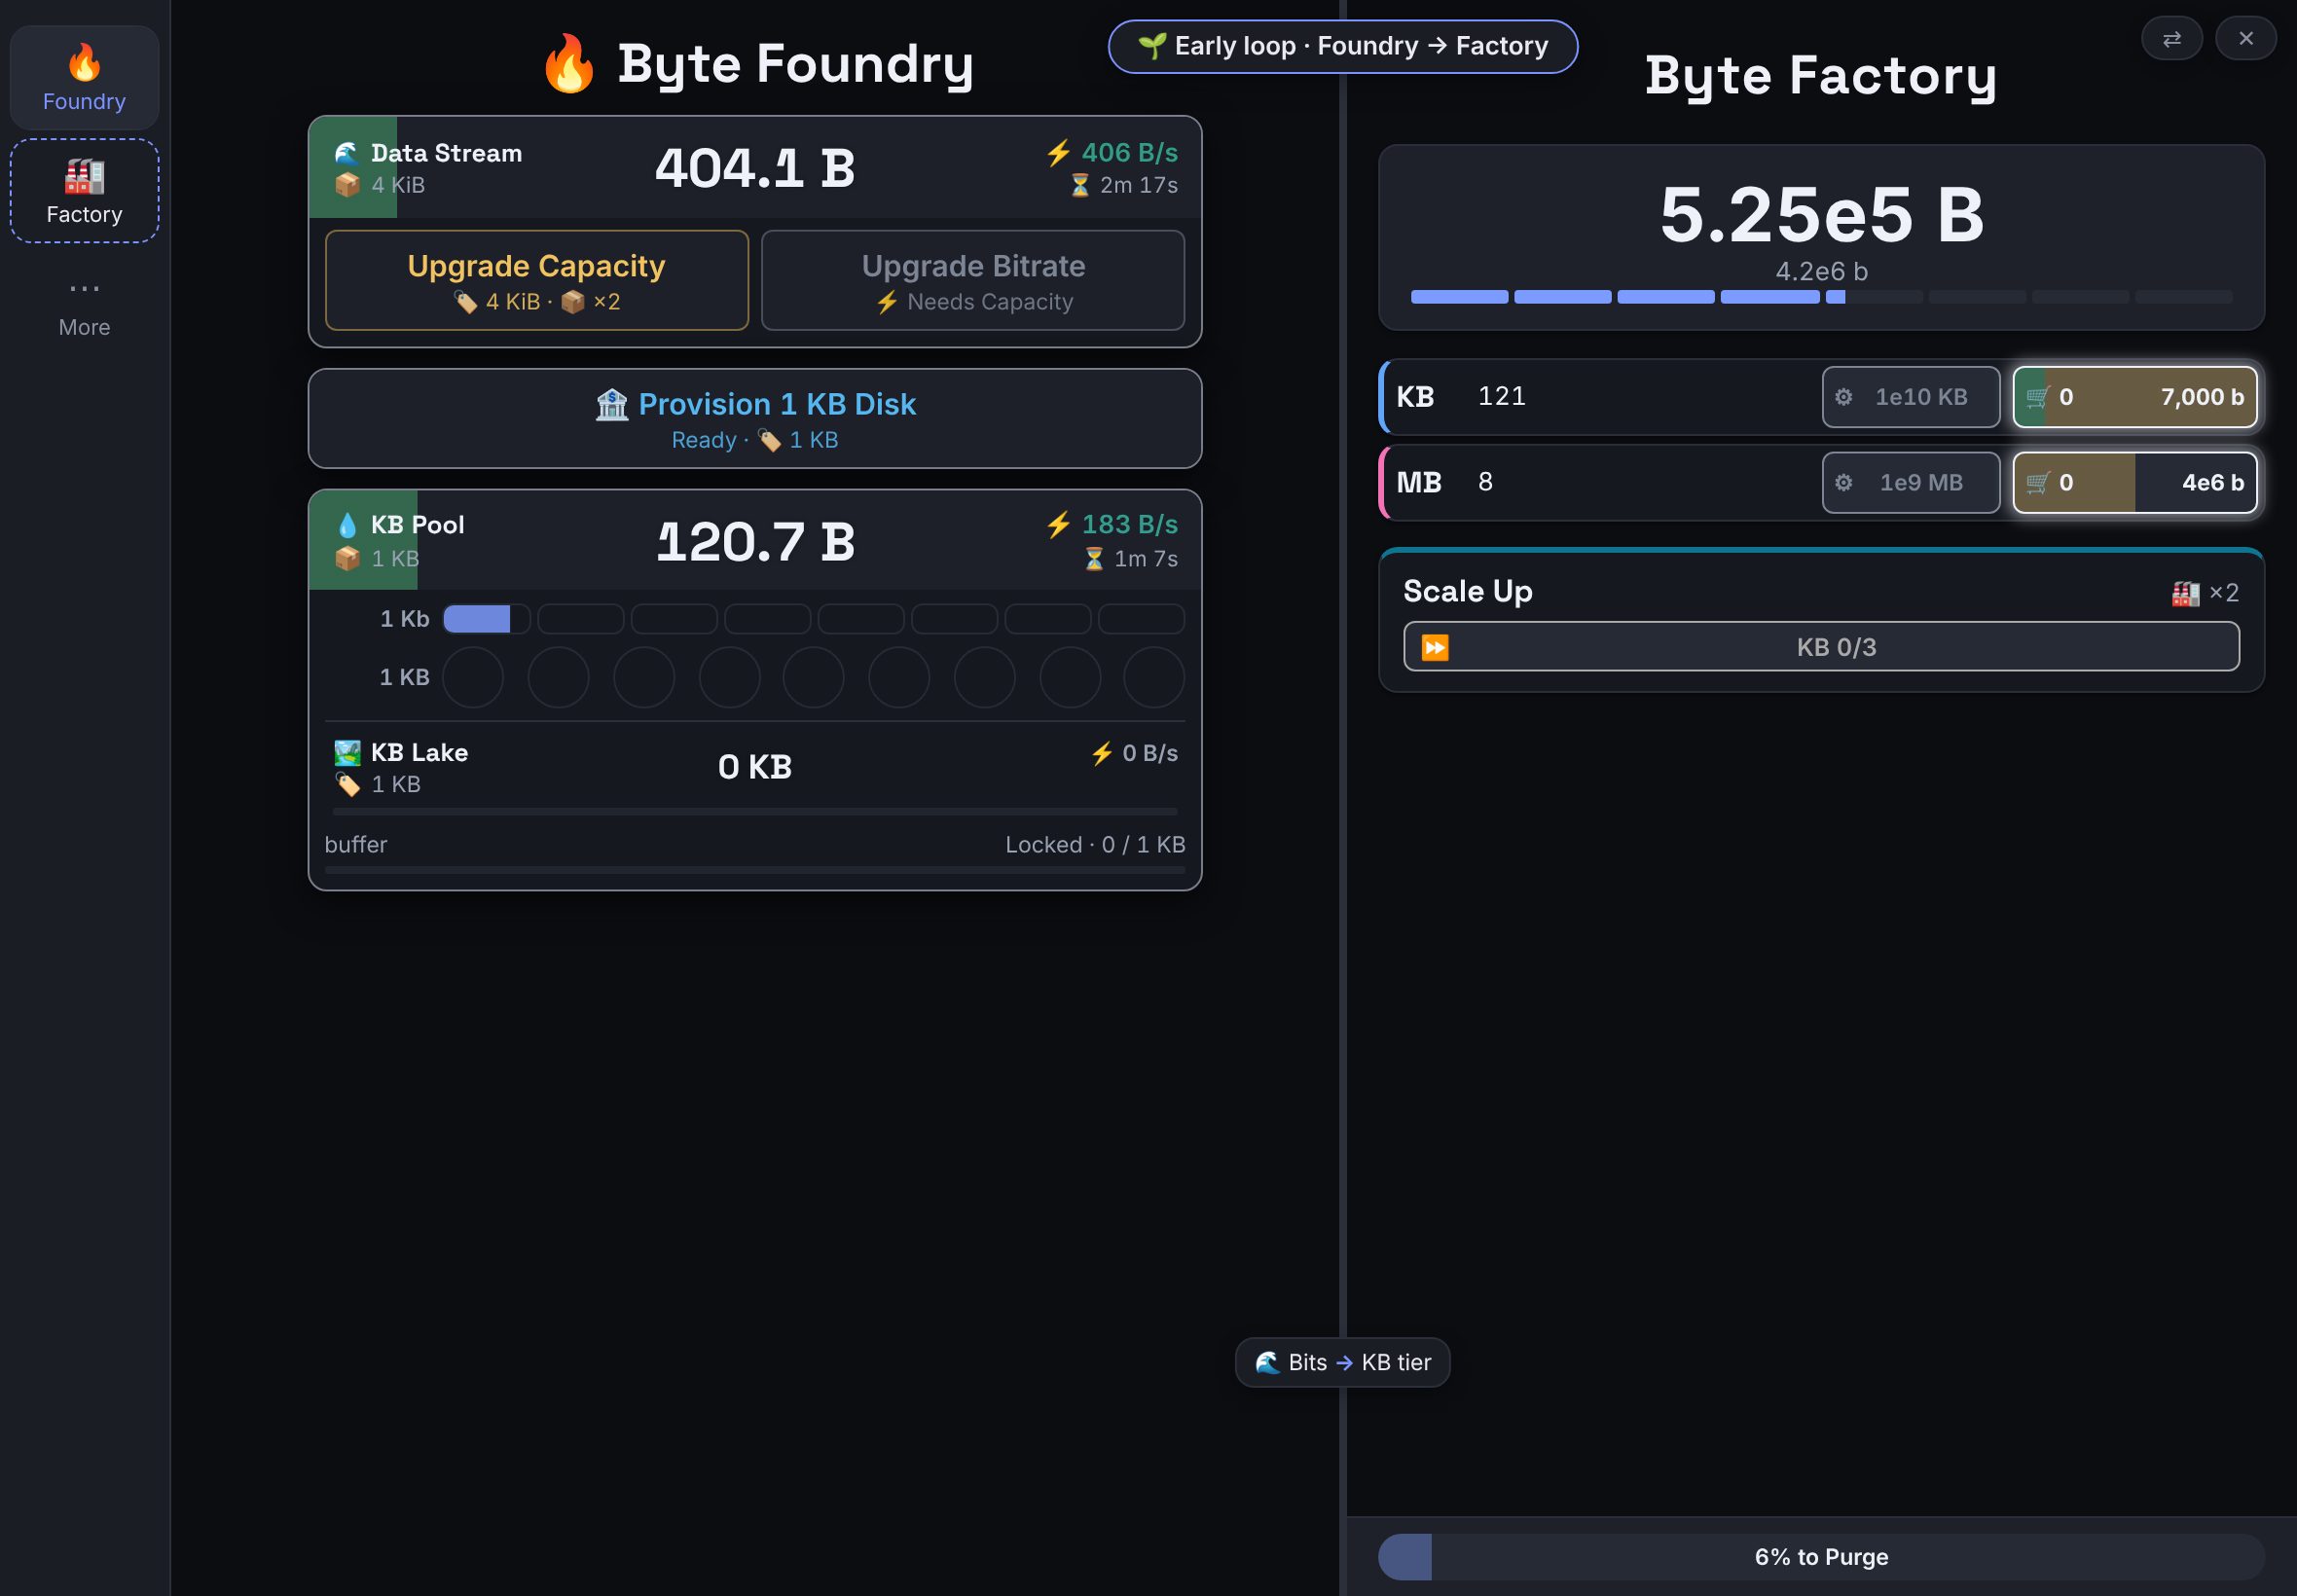 Foundry
Factory
...
More
🔥 Byte Foundry
🌊 Data Stream
📦 4 KiB
404.1 B
⚡ 406 B/s
⏳ 2m 17s
Upgrade Capacity
🏷️ 4 KiB · 📦 ×2
Upgrade Bitrate
⚡ Needs Capacity
🏦 Provision 1 KB Disk
Ready · 🏷️ 1 KB
💧 KB Pool
📦 1 KB
120.7 B
⚡ 183 B/s
⏳ 1m 7s
1 Kb
1 KB
🏞️ KB Lake
🏷️ 1 KB
0 KB
⚡ 0 B/s
buffer
Locked · 0 / 1 KB
🌱 Early loop · Foundry → Factory
🌊 Bits → KB tier
⇄ ✕
Byte Factory
5.25e5 B
4.2e6 b
KB 121 ⚙ 1e10 KB 🛒 0 7,000 b
MB 8 ⚙ 1e9 MB 🛒 0 4e6 b
Scale Up 🏭 ×2
⏩ KB 0/3
6% to Purge